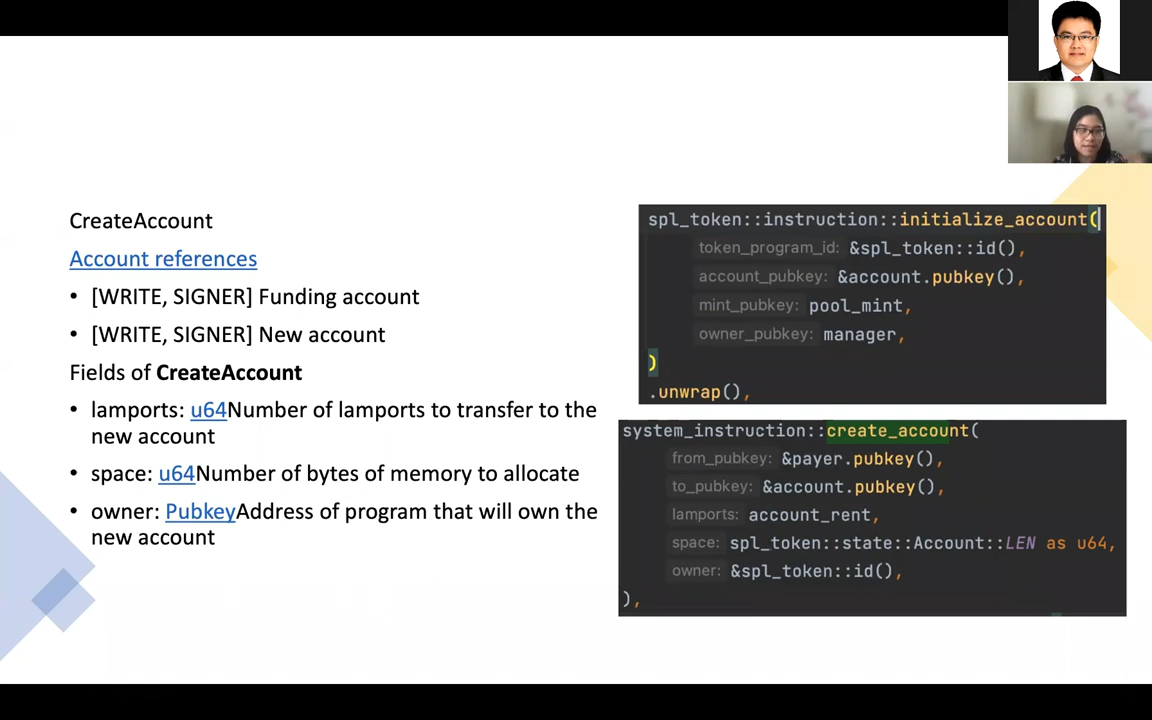 CreateAccount
Account references
• [WRITE, SIGNER] Funding account
• [WRITE, SIGNER] New account
Fields of CreateAccount
• lamports: u64Number of lamports to transfer to the
new account
• space: u64Number of bytes of memory to allocate
• owner: PubkeyAddress of program that will own the
new account
spl_token::instruction::initialize_account(
token_program_id: &spl_token::id(),
account_pubkey: &account.pubkey(),
mint_pubkey: pool_mint,
owner_pubkey: manager,
)
.unwrap(),
system_instruction::create_account(
from_pubkey: &payer.pubkey(),
to_pubkey: &account.pubkey(),
lamports: account_rent,
space: spl_token::state::Account::LEN as u64,
owner: &spl_token::id(),
),